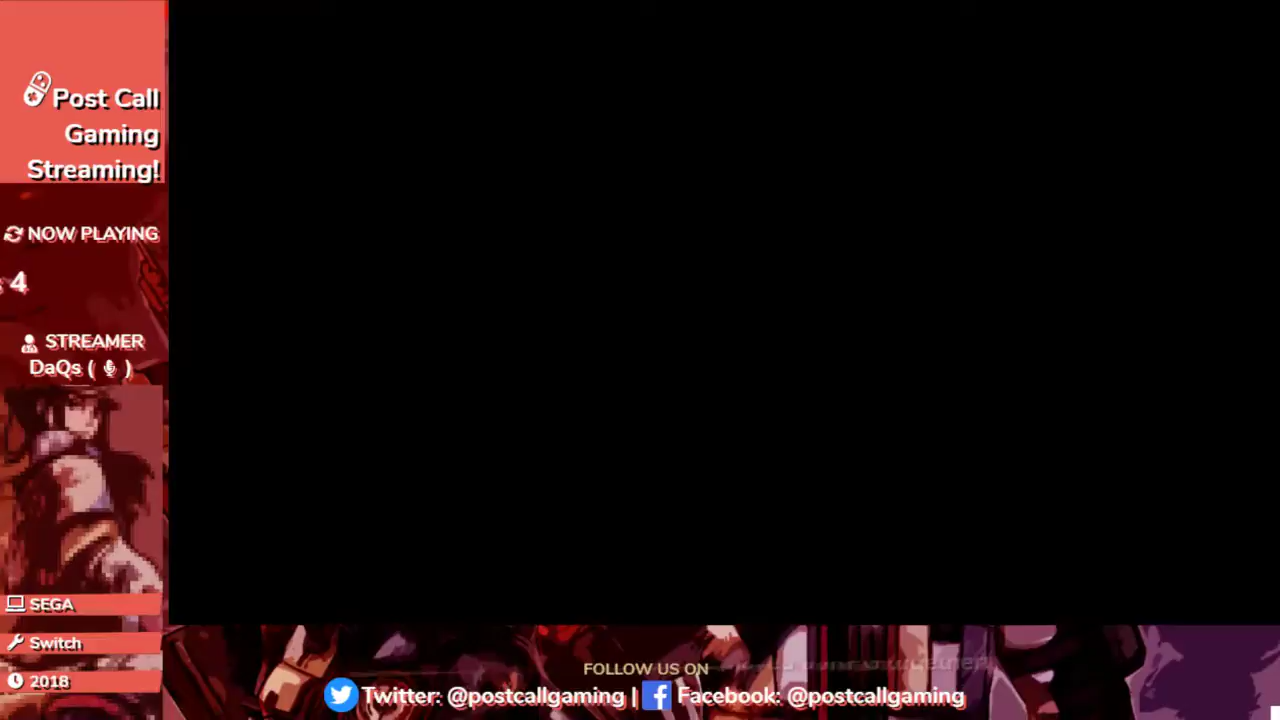 Post Call
Gaming
Streaming!
NOW PLAYING
4
STREAMER
DaQs ( )
SEGA
Switch
2018
FOLLOW US ON
Twitter: @postcallgaming | Facebook: @postcallgaming